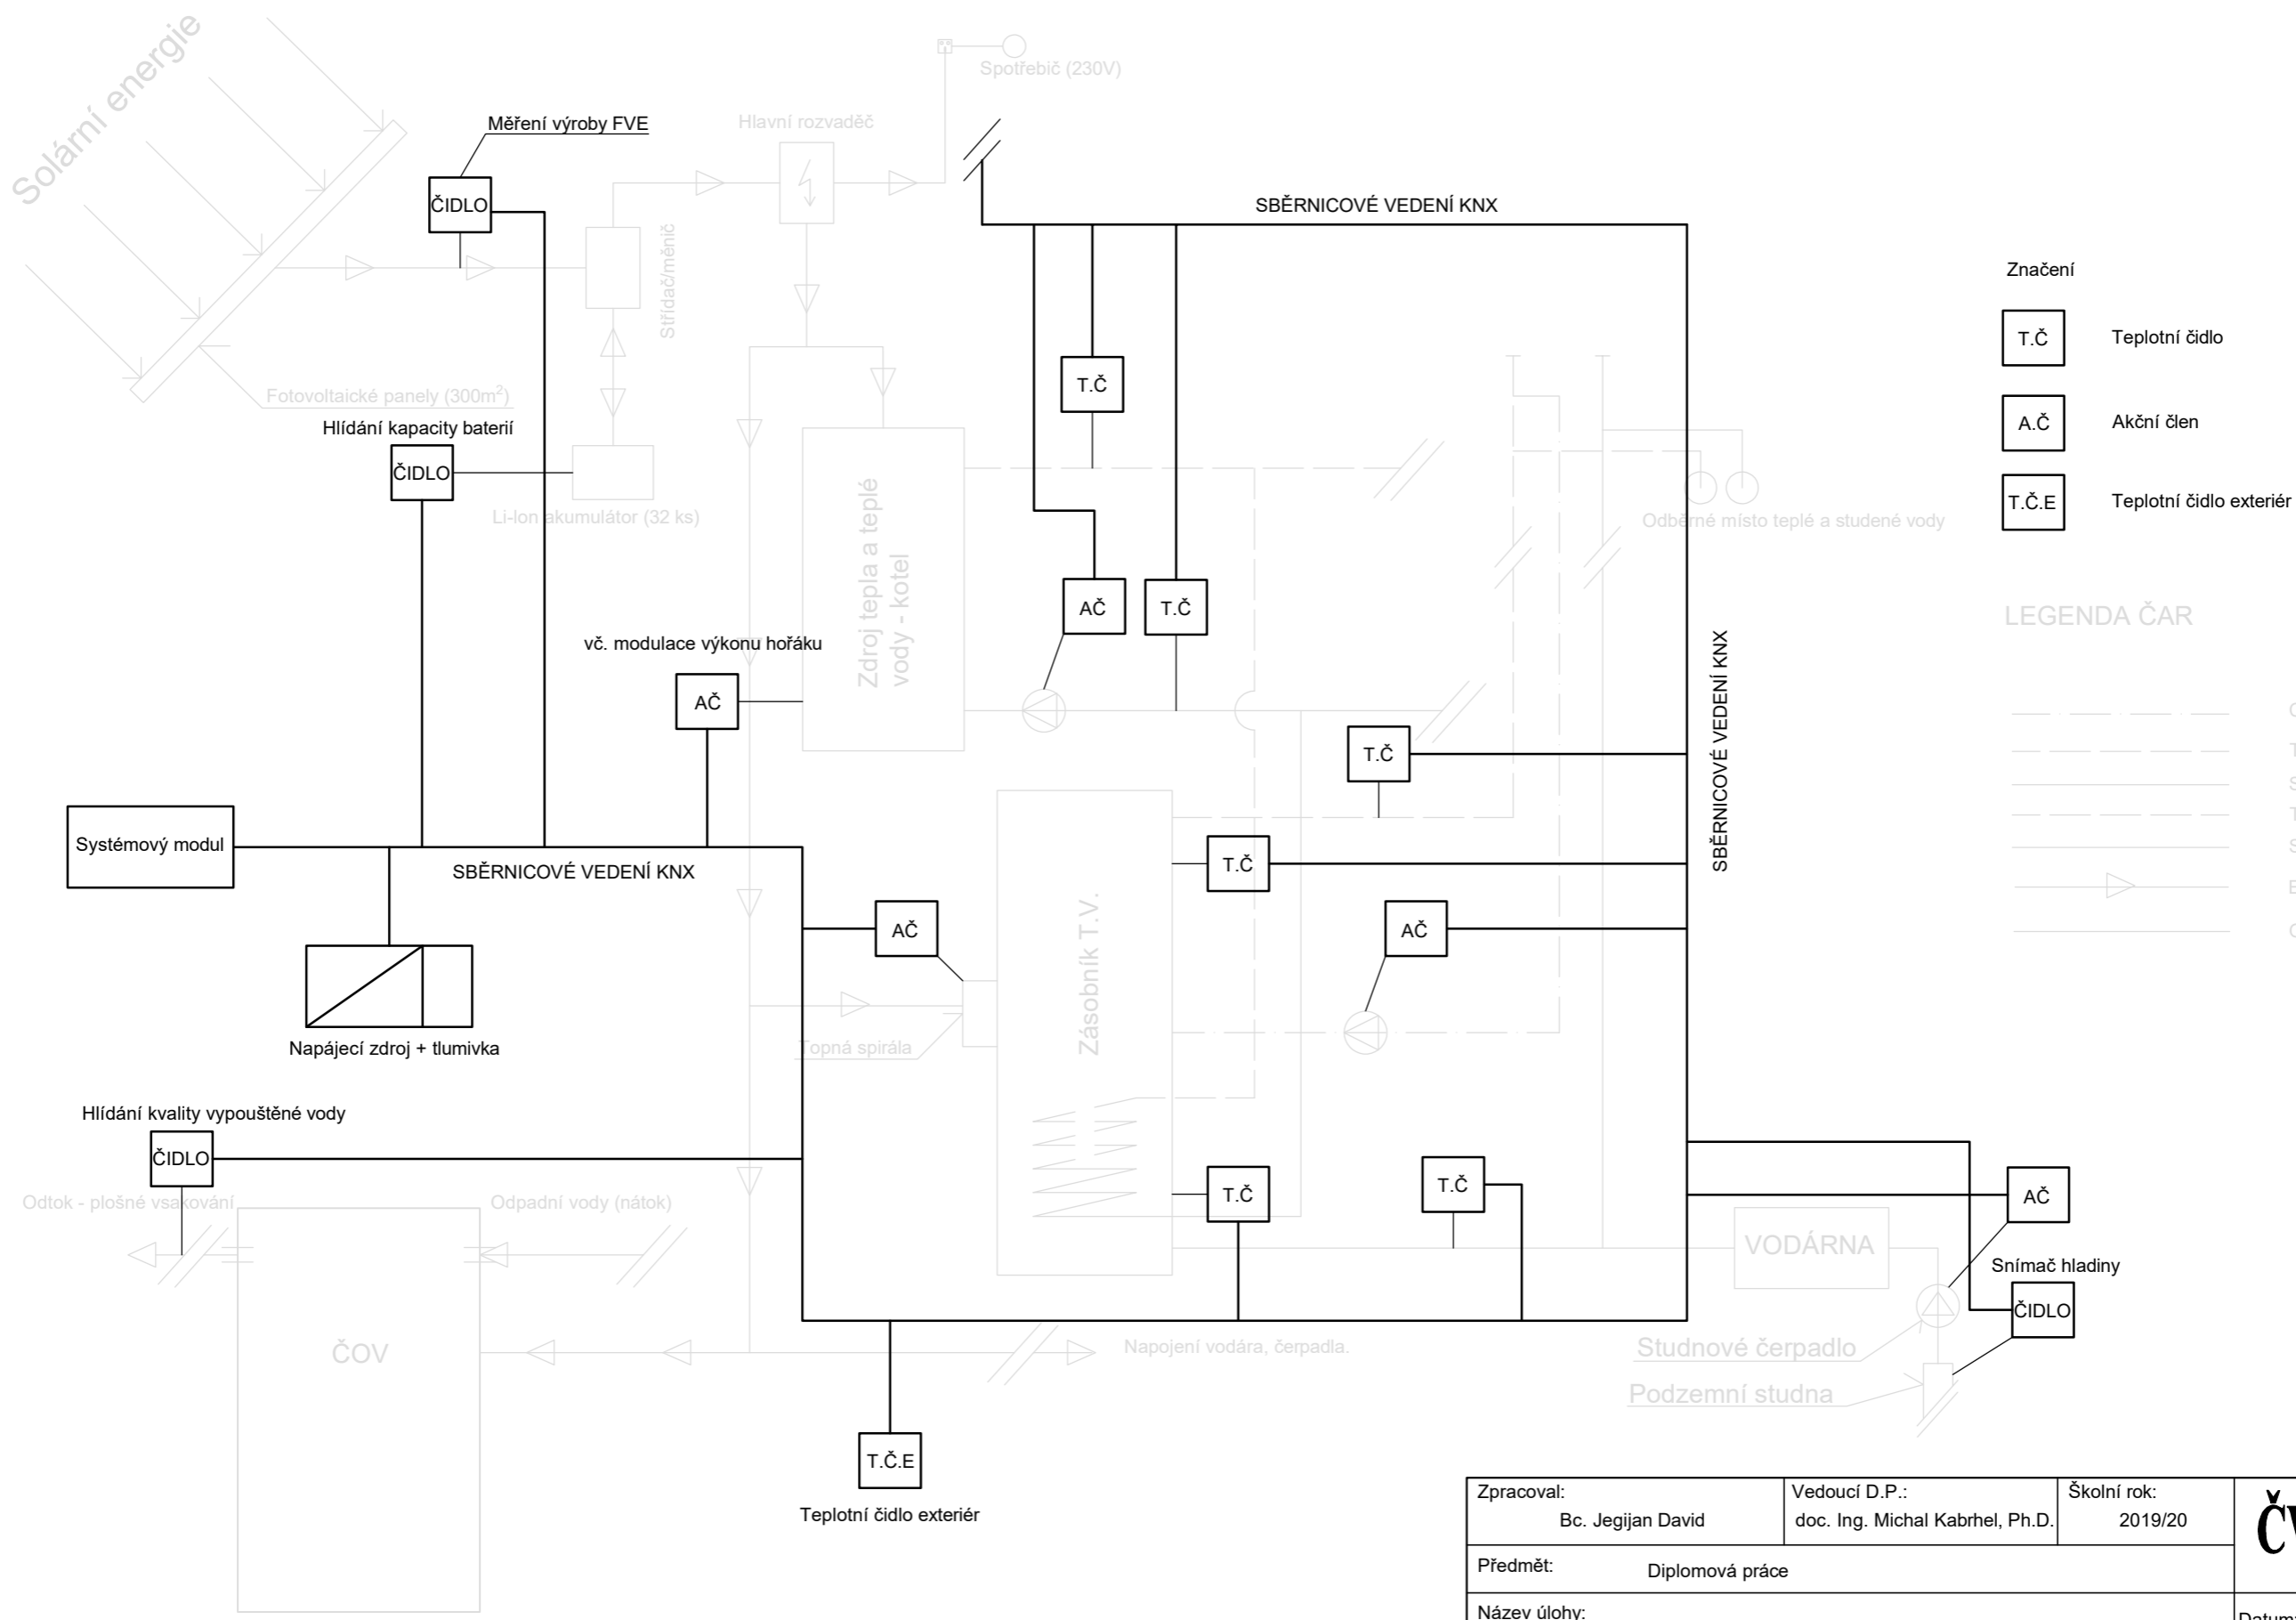 Solární energie
Spotřebič (230V)
Měření výroby FVE
Hlavní rozvaděč
ČIDLO
SBĚRNICOVÉ VEDENÍ KNX
Střídač/měnič
Značení
T.Č
Teplotní čidlo
A.Č
Akční člen
T.Č.E
Teplotní čidlo exteriér
T.Č
Fotovoltaické panely (300m²)
Hlídání kapacity baterií
ČIDLO
Li-Ion akumulátor (32 ks)
Odběrné místo teplé a studené vody
Zdroj tepla a teplé
vody - kotel
AČ
T.Č
LEGENDA ČAR
vč. modulace výkonu hořáku
AČ
SBĚRNICOVÉ VEDENÍ KNX
T.Č
Systémový modul
SBĚRNICOVÉ VEDENÍ KNX
T.Č
AČ
Zásobník T.V.
AČ
Napájecí zdroj + tlumivka
Topná spirála
Hlídání kvality vypouštěné vody
ČIDLO
T.Č
T.Č
AČ
Odtok - plošné vsakování
Odpadní vody (nátok)
VODÁRNA
Snímač hladiny
ČIDLO
ČOV
Napojení vodára, čerpadla.
Studnové čerpadlo
Podzemní studna
T.Č.E
Teplotní čidlo exteriér
Zpracoval:
Bc. Jegijan David
Vedoucí D.P.:
doc. Ing. Michal Kabrhel, Ph.D.
Školní rok:
2019/20
Předmět:
Diplomová práce
Název úlohy: